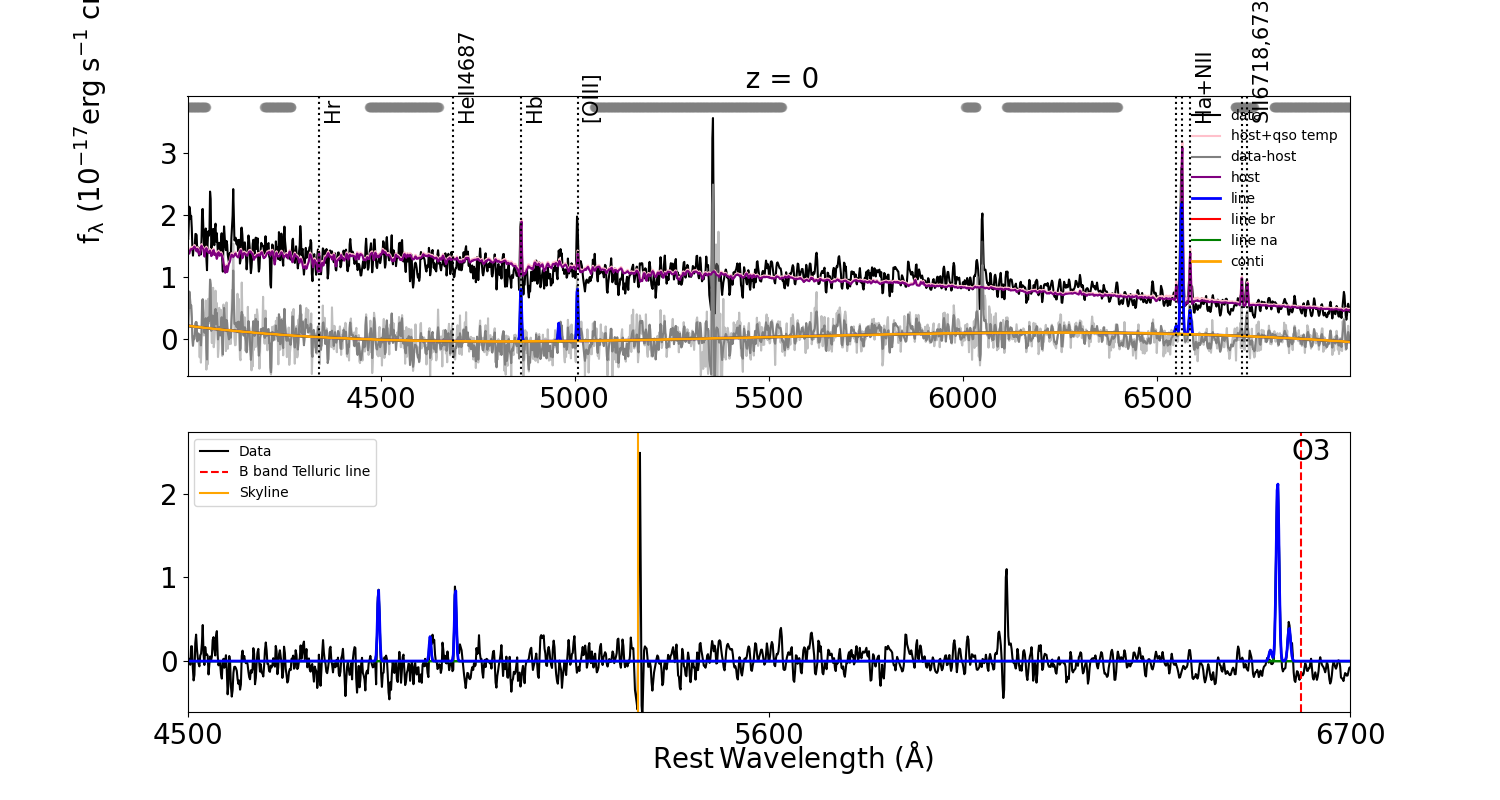 z = 0
fλ (10⁻¹⁷erg s⁻¹ c
Hr
HeII4687
Hb
[OIII]
Ha+NII
SII6718,673
data
host+qso temp
data-host
host
line
line br
line na
conti
3
2
1
0
4500 5000 5500 6000 6500
Data
B band Telluric line
Skyline
O3
2
1
0
4500 5600 6700
Rest Wavelength (Å)